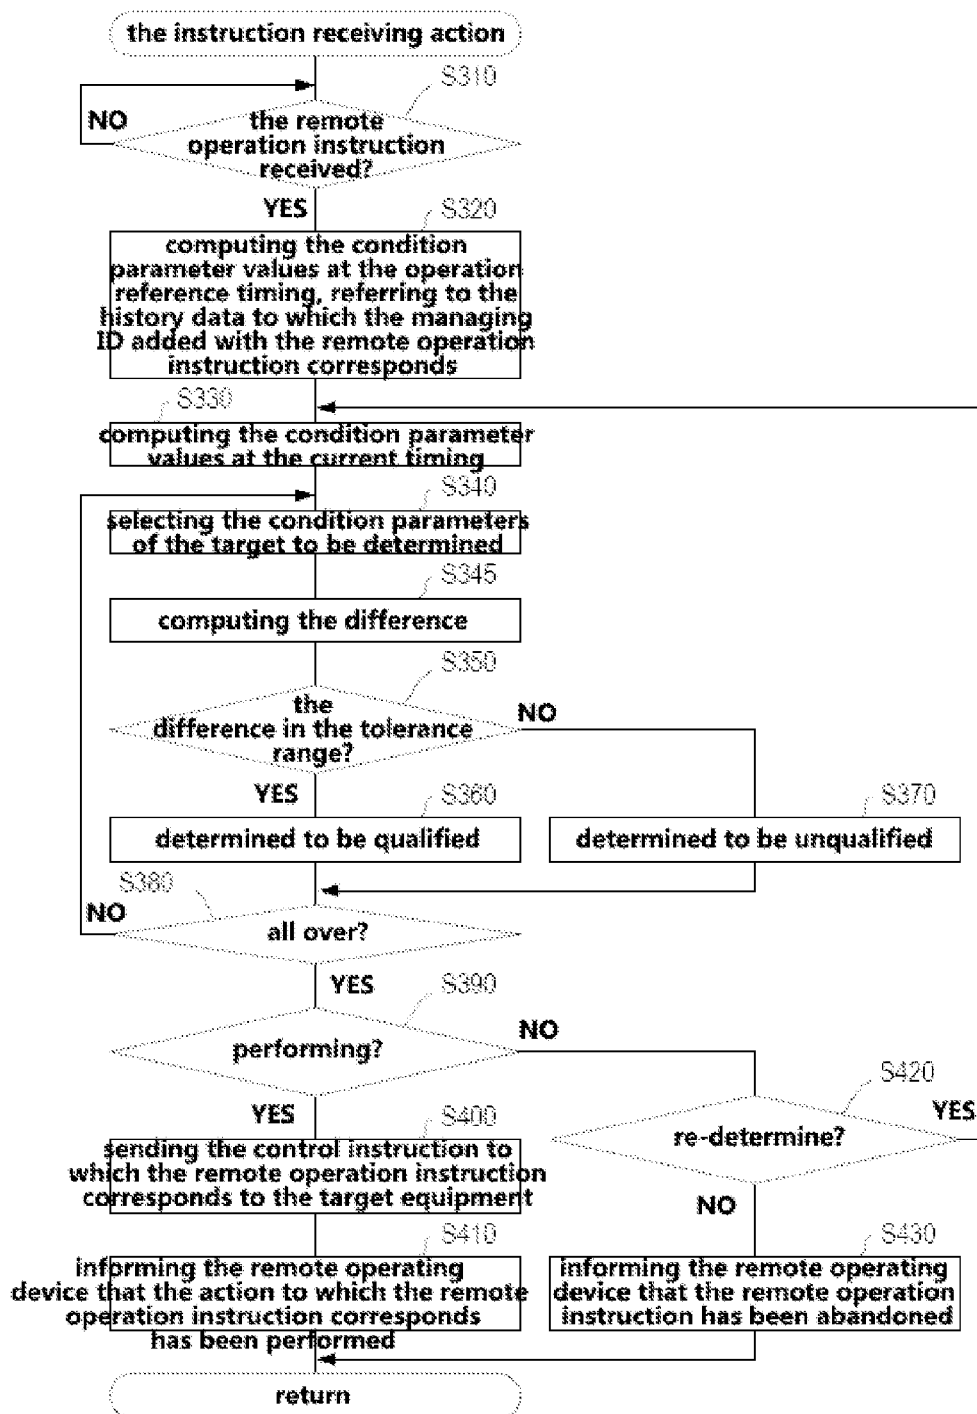 the instruction receiving action
S310
NO
the remote
operation instruction
received?
YES
S320
computing the condition
parameter values at the operation
reference timing, referring to the
history data to which the managing
ID added with the remote operation
instruction corresponds
S330
computing the condition parameter
values at the current timing
S340
selecting the condition parameters
of the target to be determined
S345
computing the difference
S350
the
difference in the tolerance
range?
NO
YES
S360
determined to be qualified
S370
determined to be unqualified
S380
NO
all over?
YES
S390
performing?
NO
S420
YES
re-determine?
YES
S400
sending the control instruction to
which the remote operation instruction
corresponds to the target equipment
NO
S410
informing the remote operating
device that the action to which the remote
operation instruction corresponds
has been performed
S430
informing the remote operating
device that the remote operation
instruction has been abandoned
return